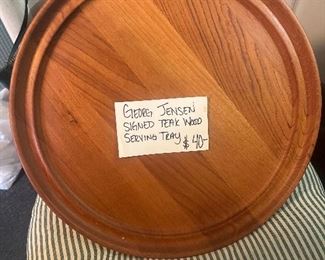 GEORG JENSEN
SIGNED TEAK WOOD
SERVING TRAY $40-